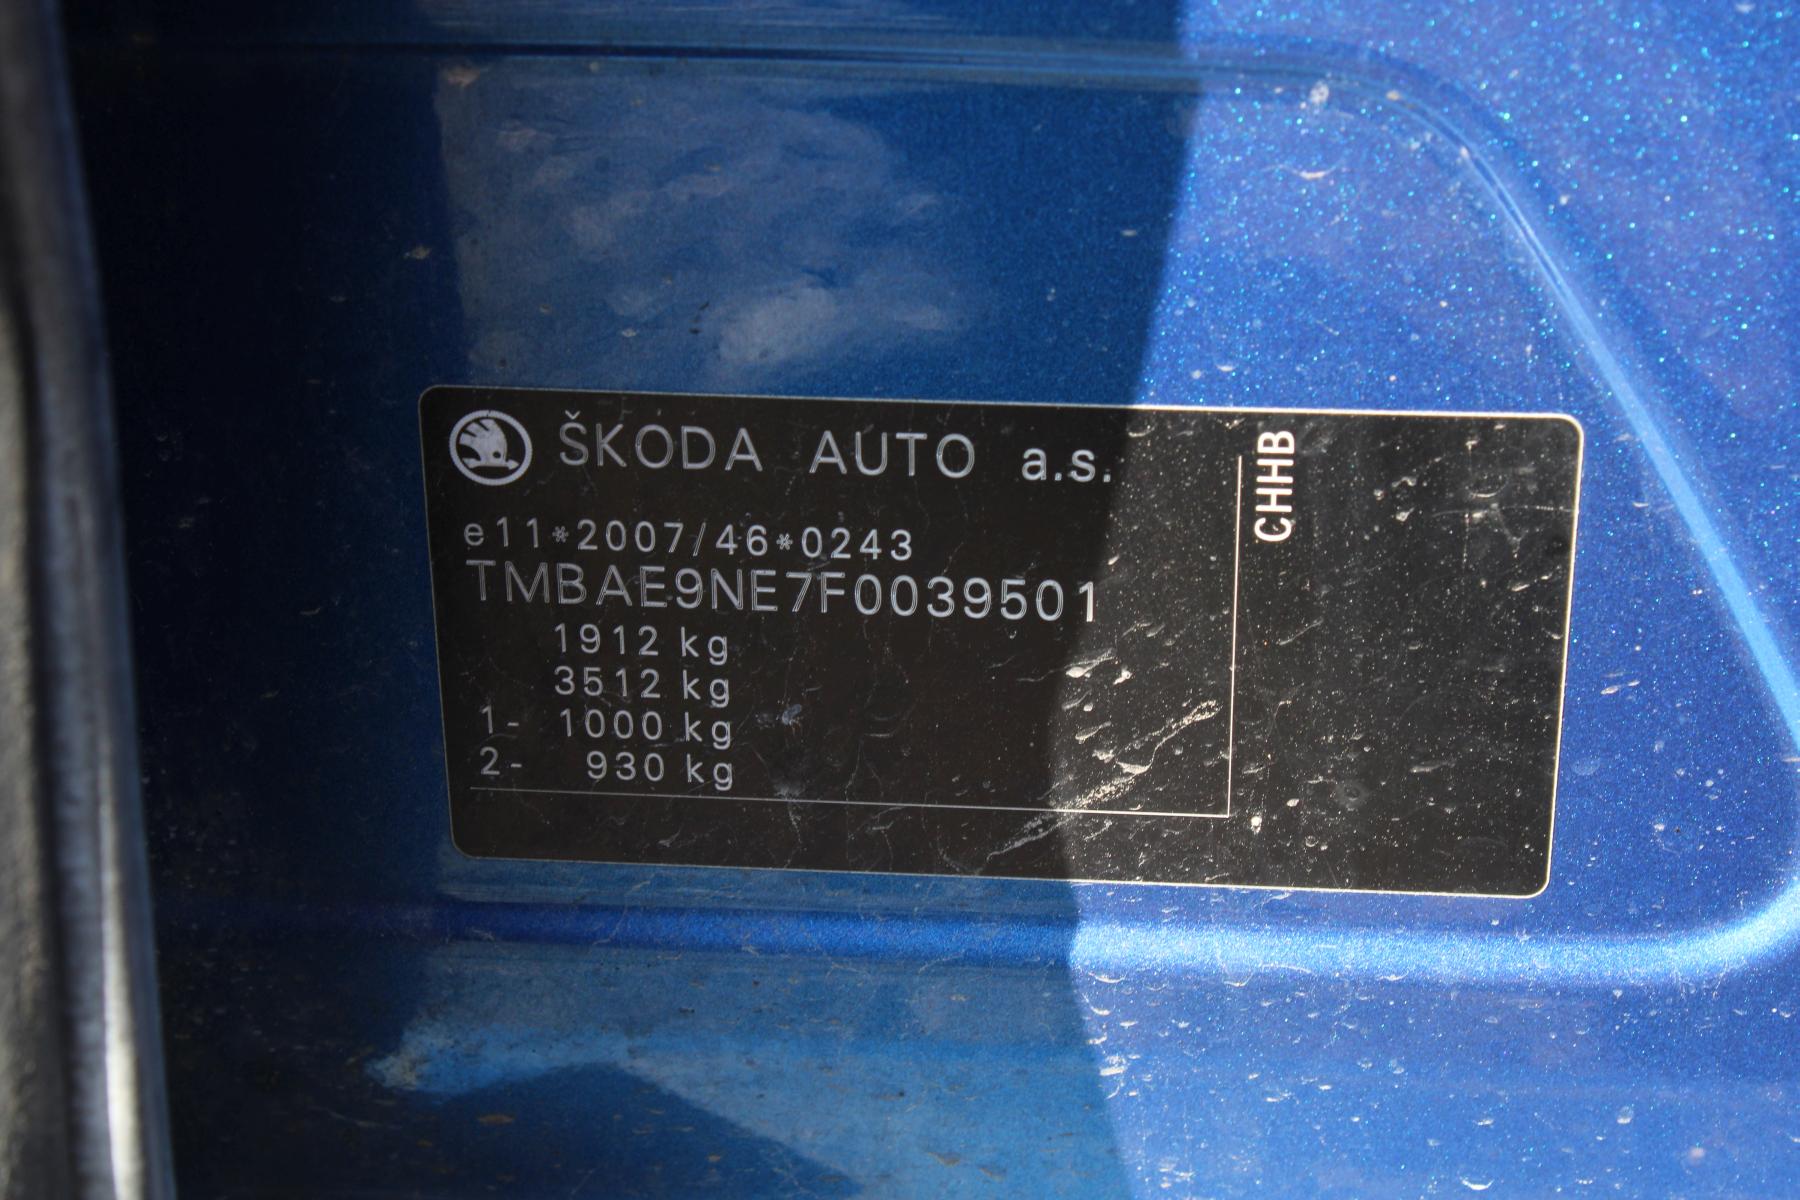 ŠKODA AUTO a.s.
e11*2007/46*0243
TMBAE9NE7F0039501
1912 kg
3512 kg
1- 1000 kg
2- 930 kg
CHHB